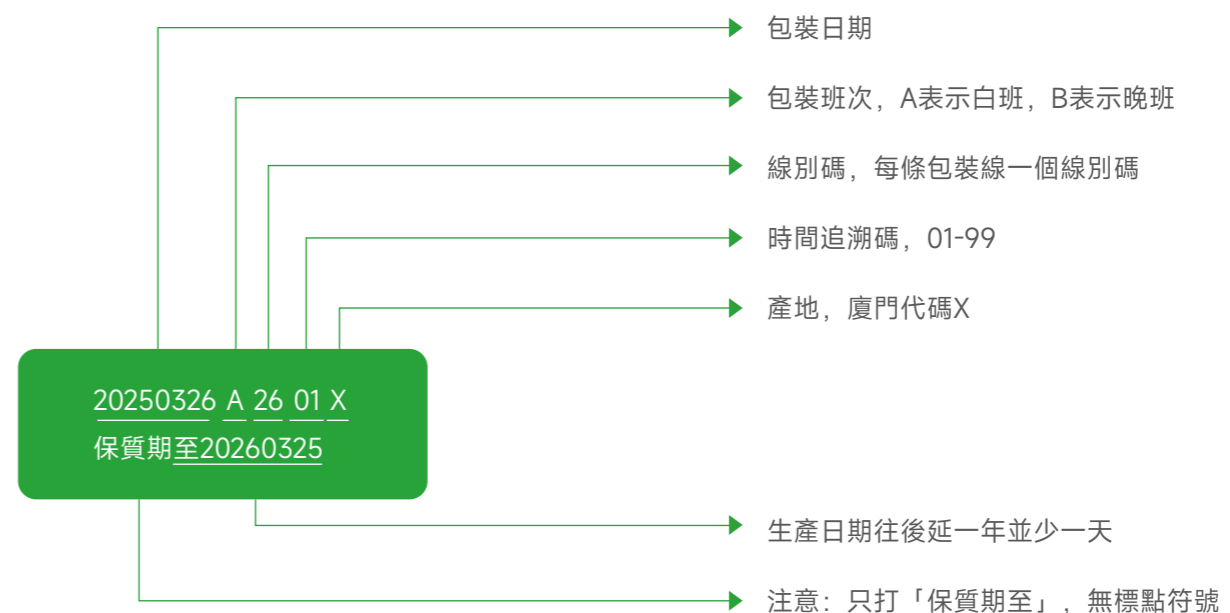 包裝日期
包裝班次，A表示白班，B表示晚班
線別碼，每條包裝線一個線別碼
時間追溯碼，01-99
產地，廈門代碼X
20250326 A 26 01 X
保質期至20260325
生產日期往後延一年並少一天
注意：只打「保質期至」，無標點符號